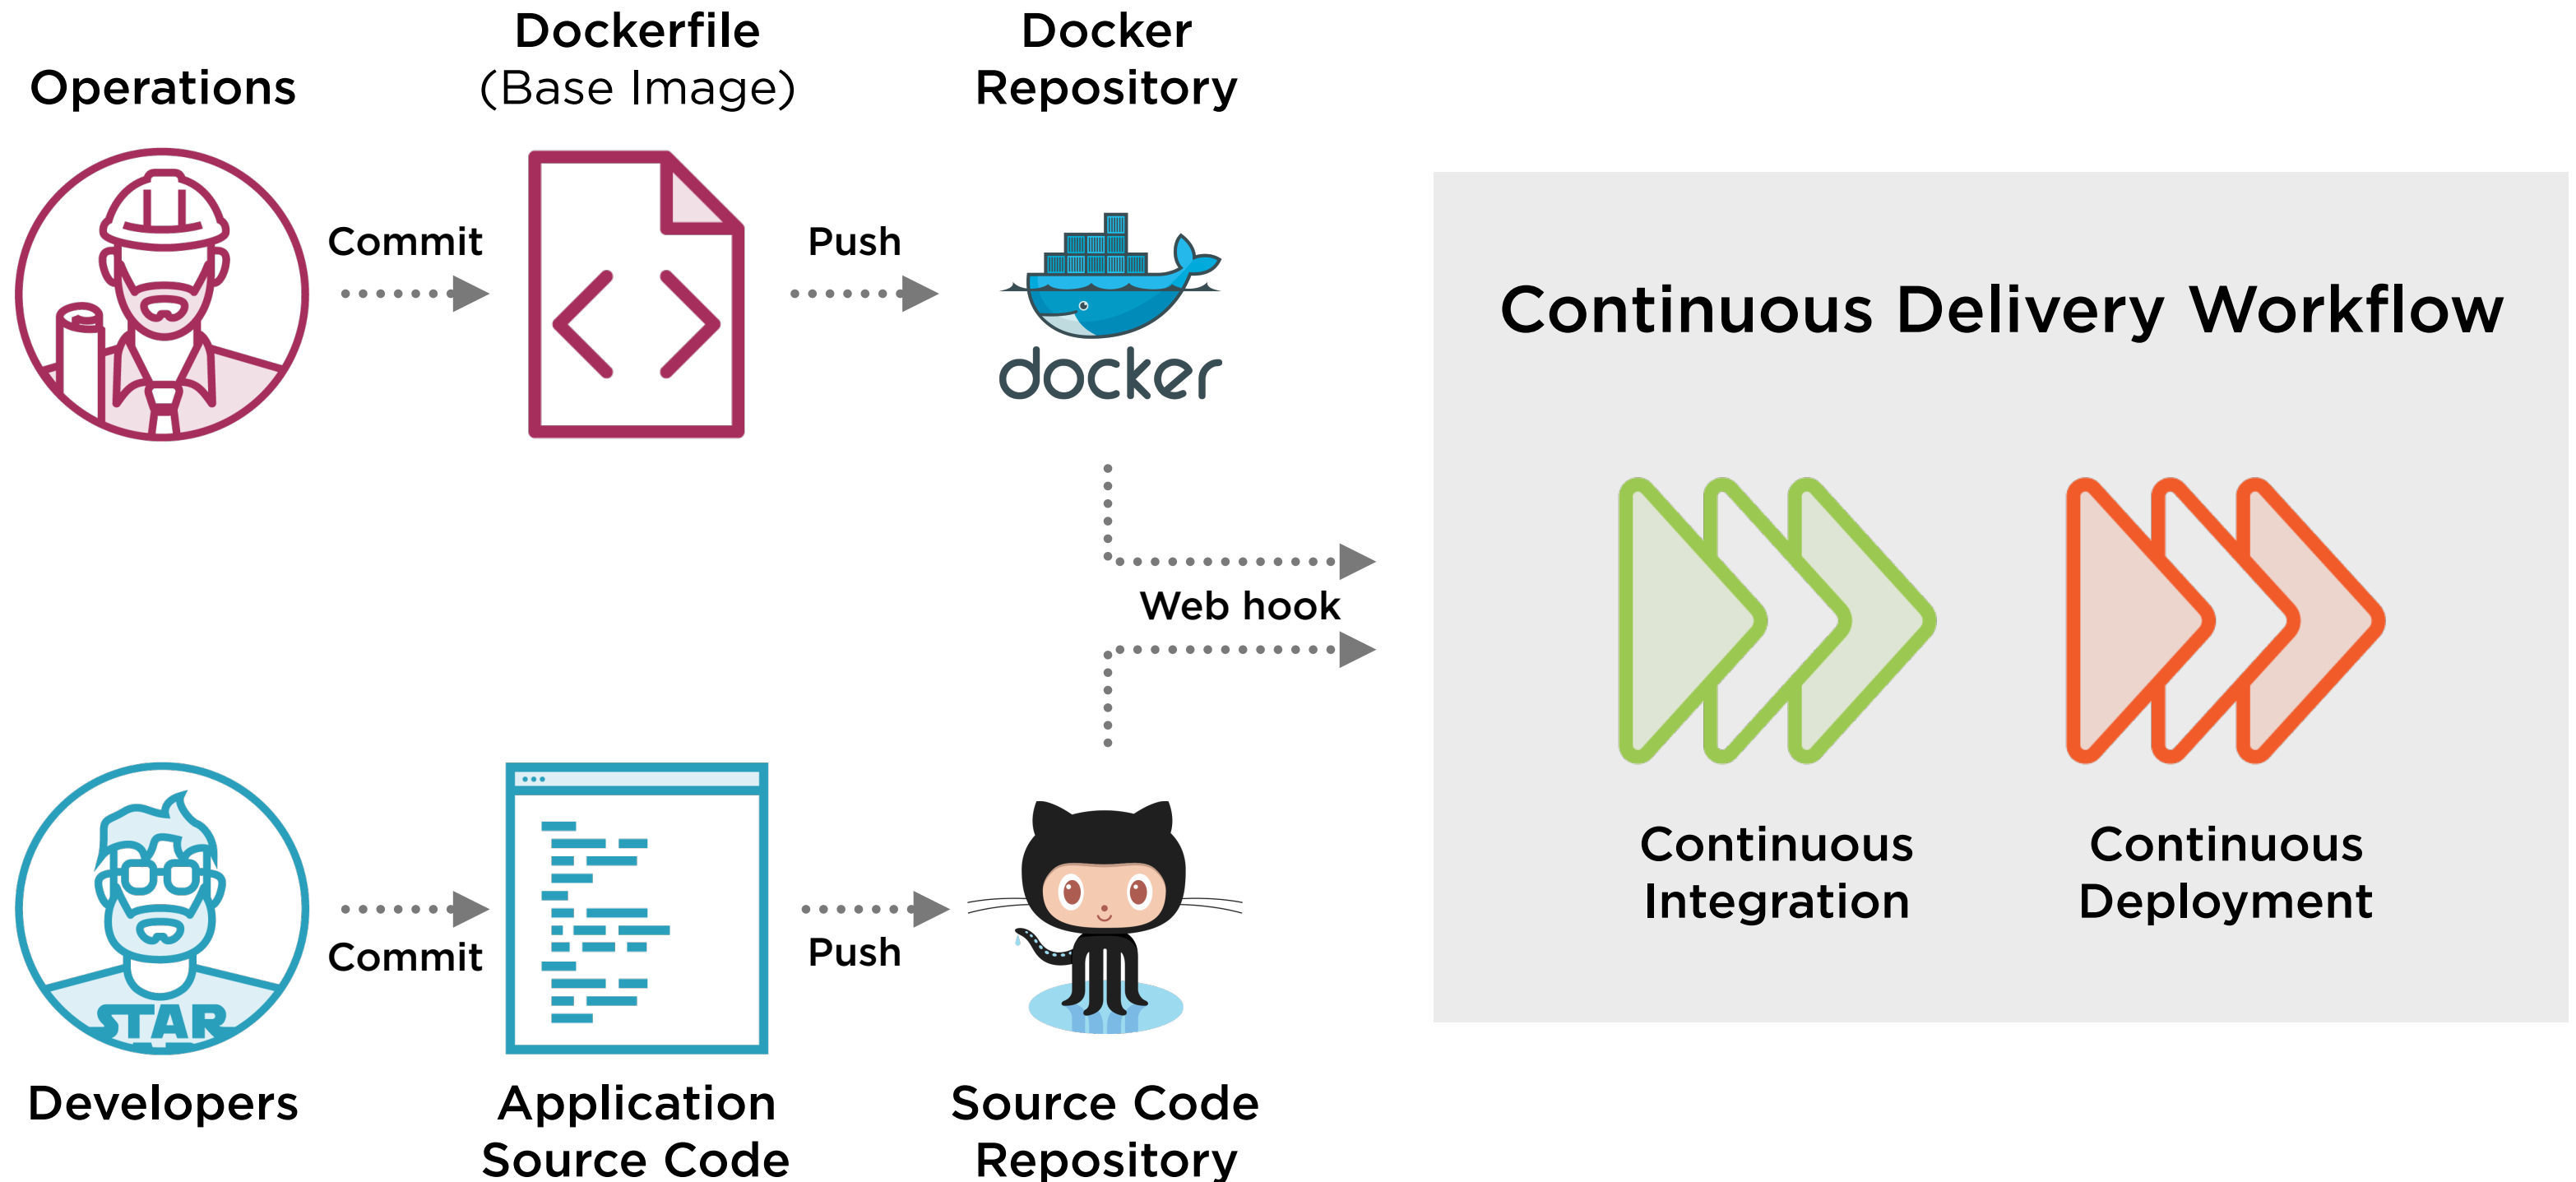 Operations
Dockerfile
(Base Image)
Docker
Repository
Commit
Push
docker
Web hook
Continuous Delivery Workflow
Continuous
Integration
Continuous
Deployment
STAR
Commit
Push
Developers
Application
Source Code
Source Code
Repository